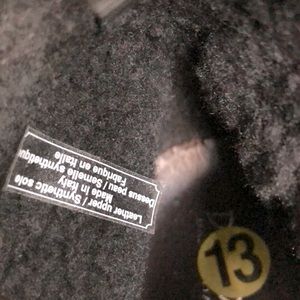 Leather upper / Synthetic sole
Made in Italy
Dessus peau / Semelle synthétique
Fabriqué en Italie
13